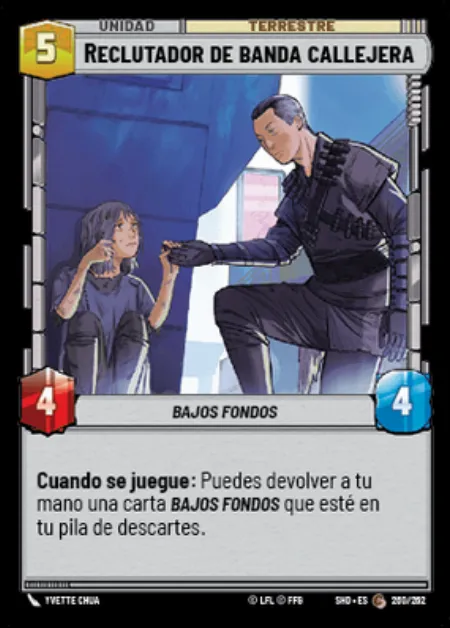 UNIDAD
TERRESTRE
5
RECLUTADOR DE BANDA CALLEJERA
4
BAJOS FONDOS
4
Cuando se juegue: Puedes devolver a tu
mano una carta BAJOS FONDOS que esté en
tu pila de descartes.
YVETTE CHUA
© LFL © FFG
SHD • ES
260/262